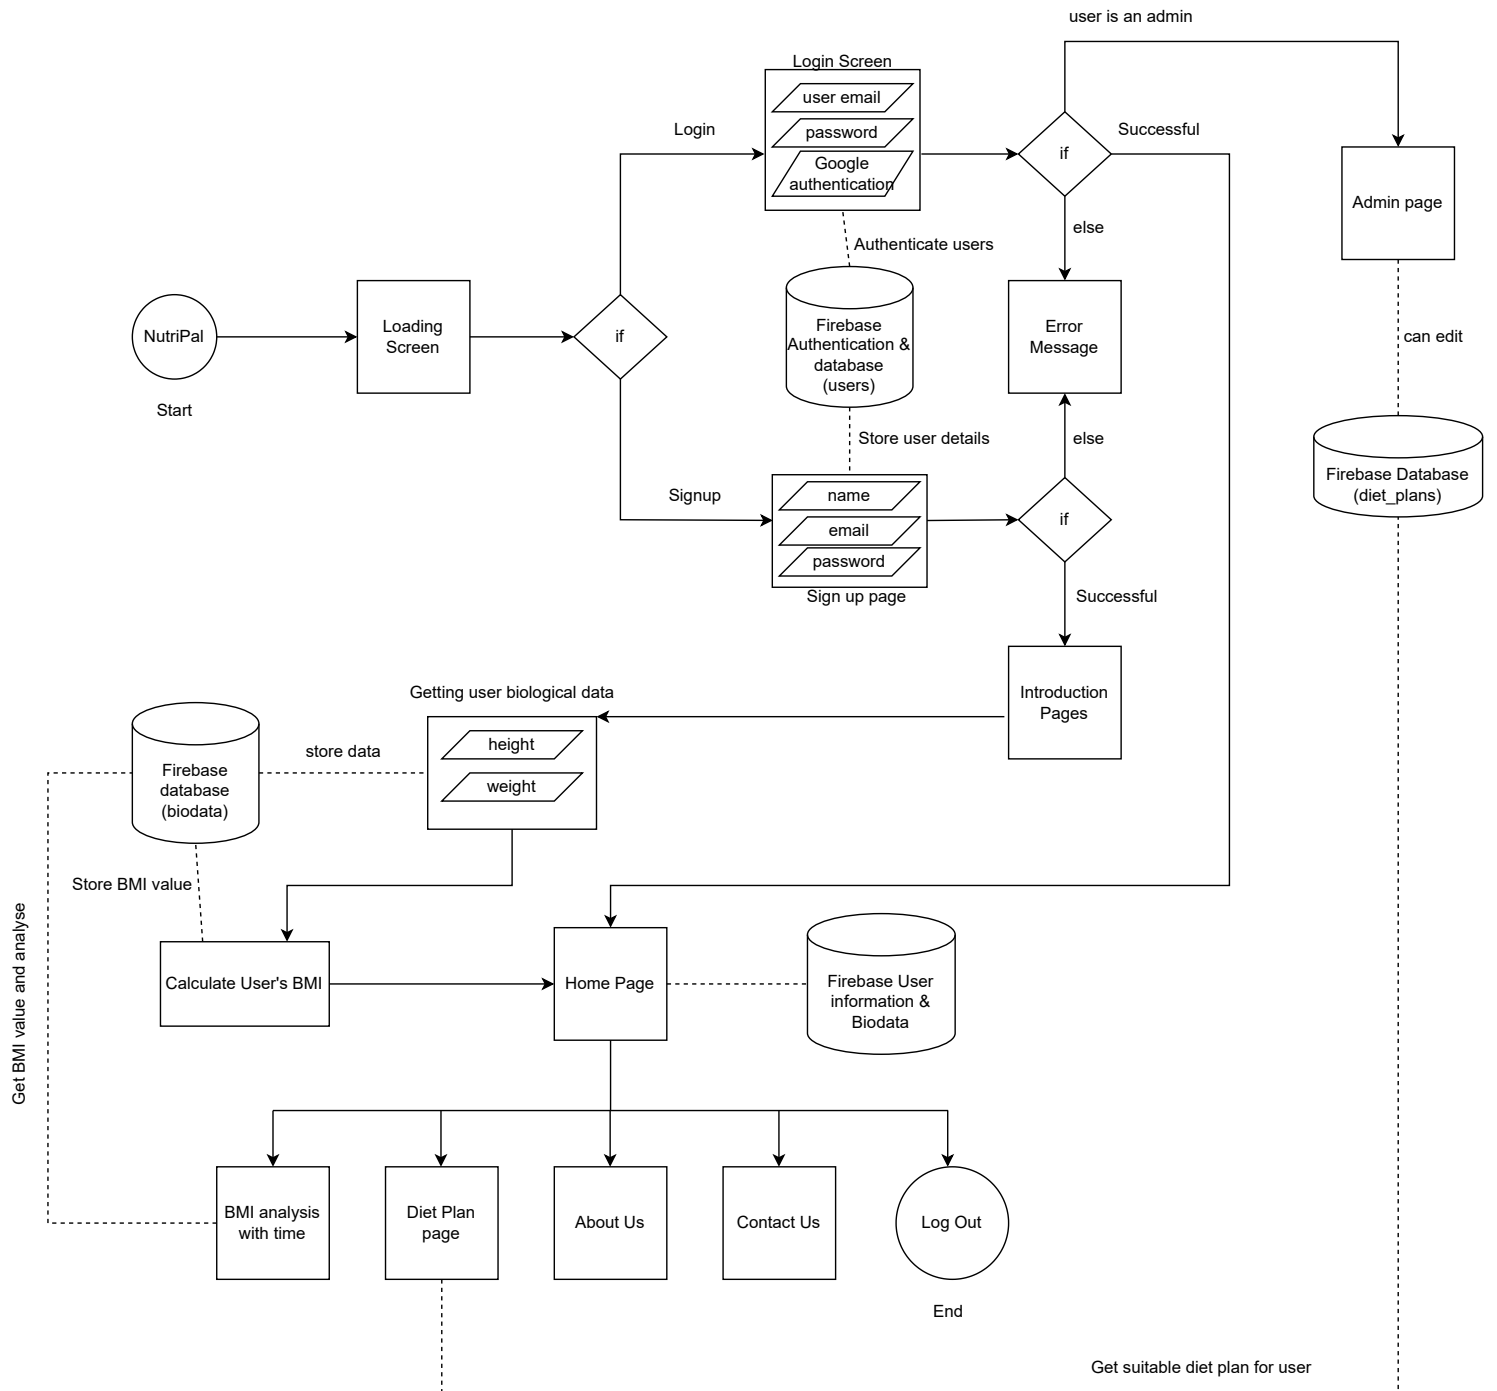 user is an admin
Login Screen
user email
password
Google
authentication
Login
if
Successful
Admin page
else
Authenticate users
NutriPal
Start
Loading
Screen
if
Firebase
Authentication &
database
(users)
Error
Message
can edit
Store user details
else
Firebase Database
(diet_plans)
Signup
name
email
password
Sign up page
if
Successful
Introduction
Pages
Getting user biological data
height
weight
store data
Firebase
database
(biodata)
Store BMI value
Get BMI value and analyse
Calculate User's BMI
Home Page
Firebase User
information &
Biodata
BMI analysis
with time
Diet Plan
page
About Us
Contact Us
Log Out
End
Get suitable diet plan for user